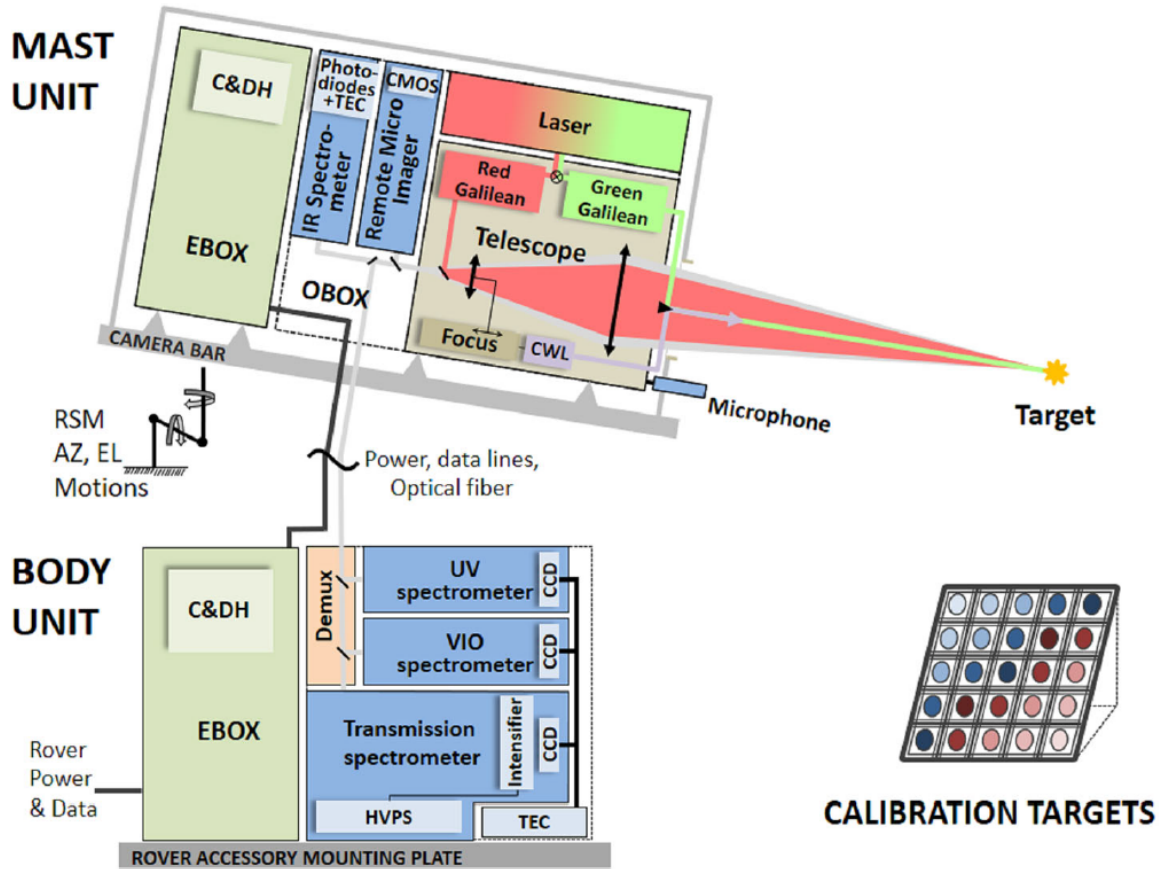 MAST
UNIT
C&DH
EBOX
Photo-
diodes
+TEC
IR Spectro-
meter
CMOS
Remote Micro
Imager
OBOX
Laser
Red
Galilean
Green
Galilean
Telescope
Focus
CWL
Microphone
Target
CAMERA BAR
RSM
AZ, EL
Motions
Power, data lines,
Optical fiber
BODY
UNIT
C&DH
EBOX
Rover
Power
& Data
Demux
UV
spectrometer
CCD
VIO
spectrometer
CCD
Transmission
spectrometer
Intensifier
CCD
HVPS
TEC
ROVER ACCESSORY MOUNTING PLATE
CALIBRATION TARGETS